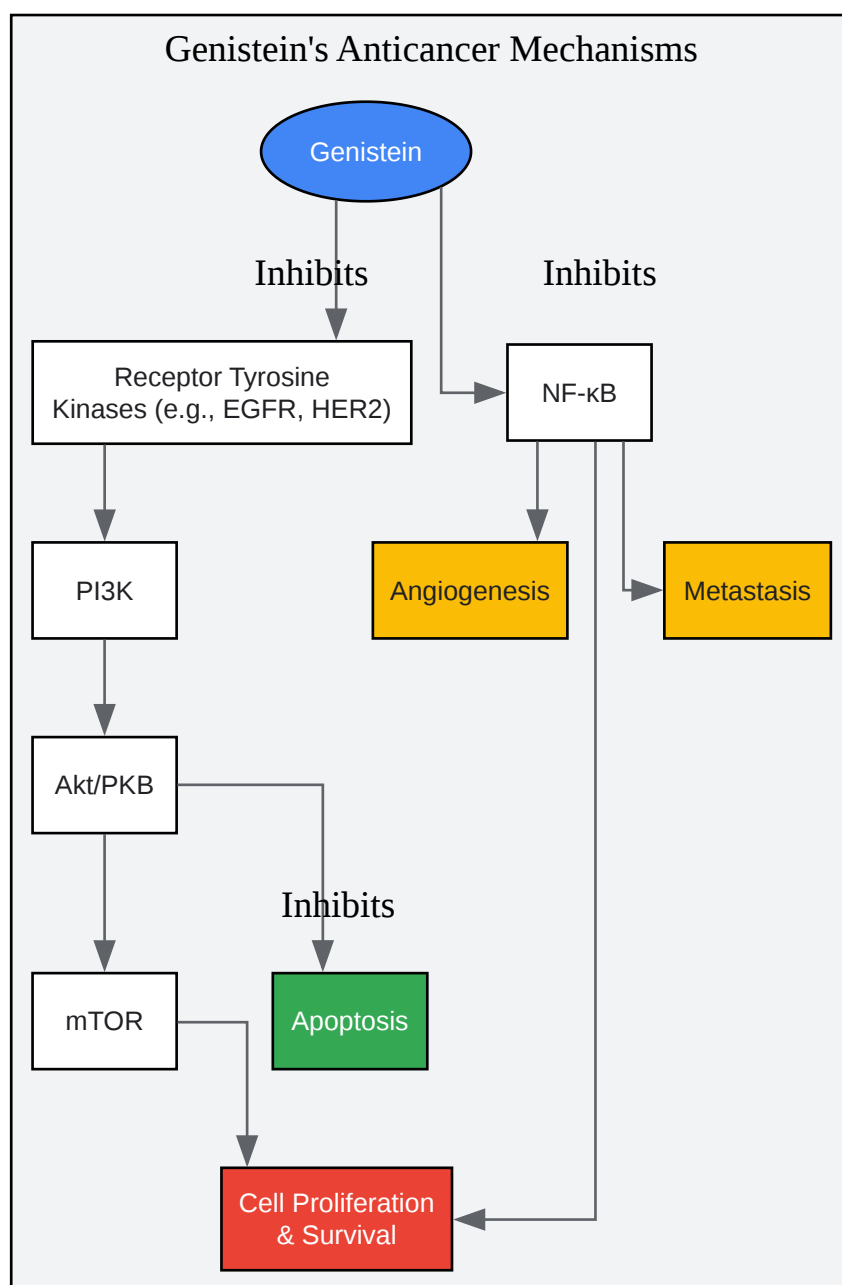 Genistein's Anticancer Mechanisms
Genistein
Inhibits
Inhibits
Receptor Tyrosine
Kinases (e.g., EGFR, HER2)
NF-κB
PI3K
Angiogenesis
Metastasis
Akt/PKB
Inhibits
mTOR
Apoptosis
Cell Proliferation
& Survival